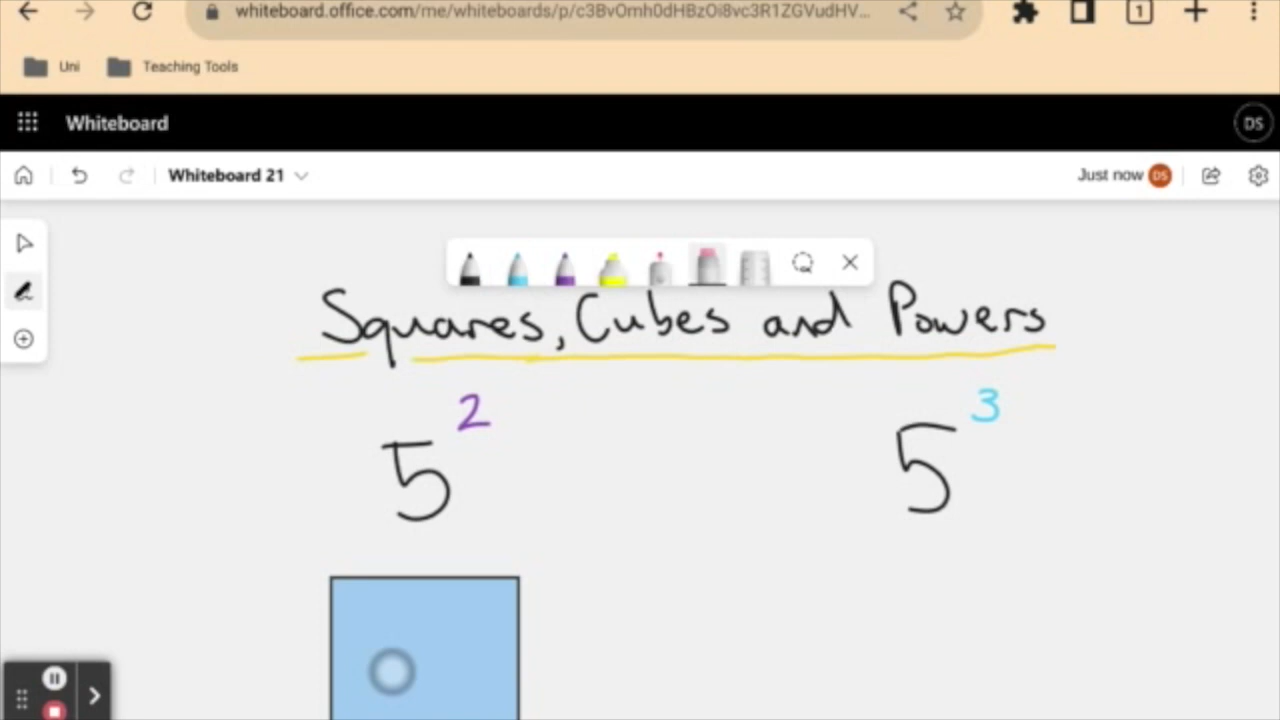 whiteboard.office.com/me/whiteboards/p/c3BvOmh0dHBzOi8vc3R1ZGVudHV...
1
Uni Teaching Tools
Whiteboard
DS
Whiteboard 21
Just now DS
Squares, Cubes and Powers
5² 5³